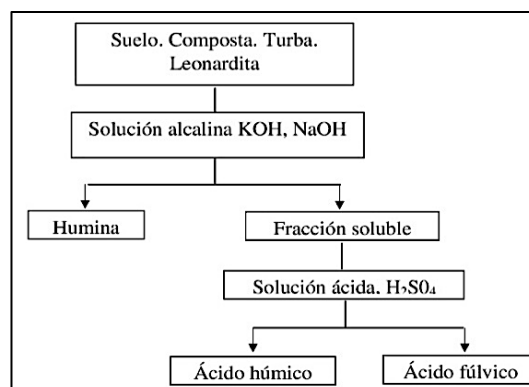 Suelo. Composta. Turba.
Leonardita
Solución alcalina KOH, NaOH
Humina
Fracción soluble
Solución ácida, H₂S0₄
Ácido húmico
Ácido fúlvico